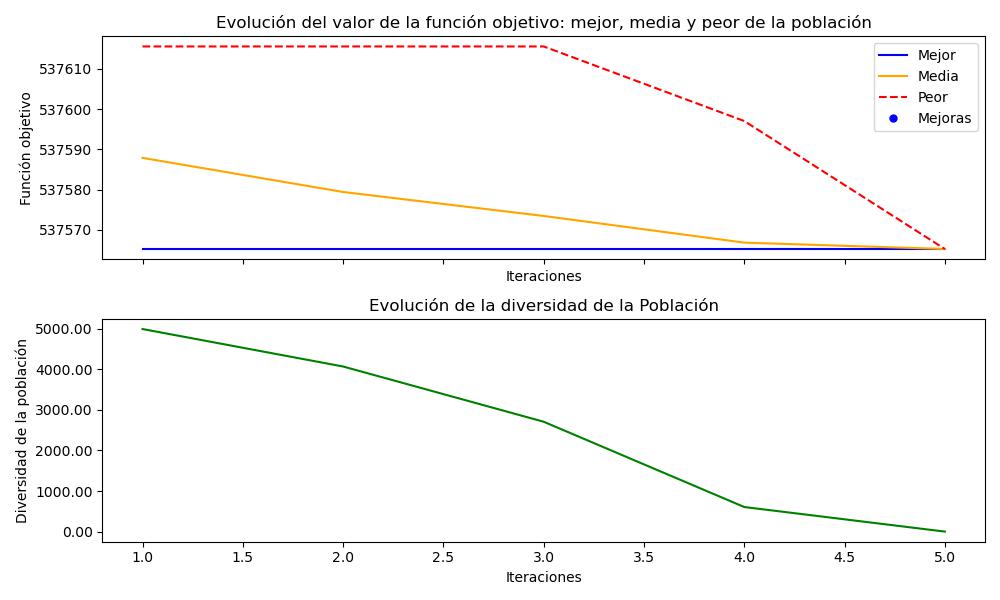 Evolución del valor de la función objetivo: mejor, media y peor de la población
Función objetivo
537610
537600
537590
537580
537570
Mejor
Media
Peor
Mejoras
Iteraciones
Evolución de la diversidad de la Población
Diversidad de la población
5000.00
4000.00
3000.00
2000.00
1000.00
0.00
1.0 1.5 2.0 2.5 3.0 3.5 4.0 4.5 5.0
Iteraciones